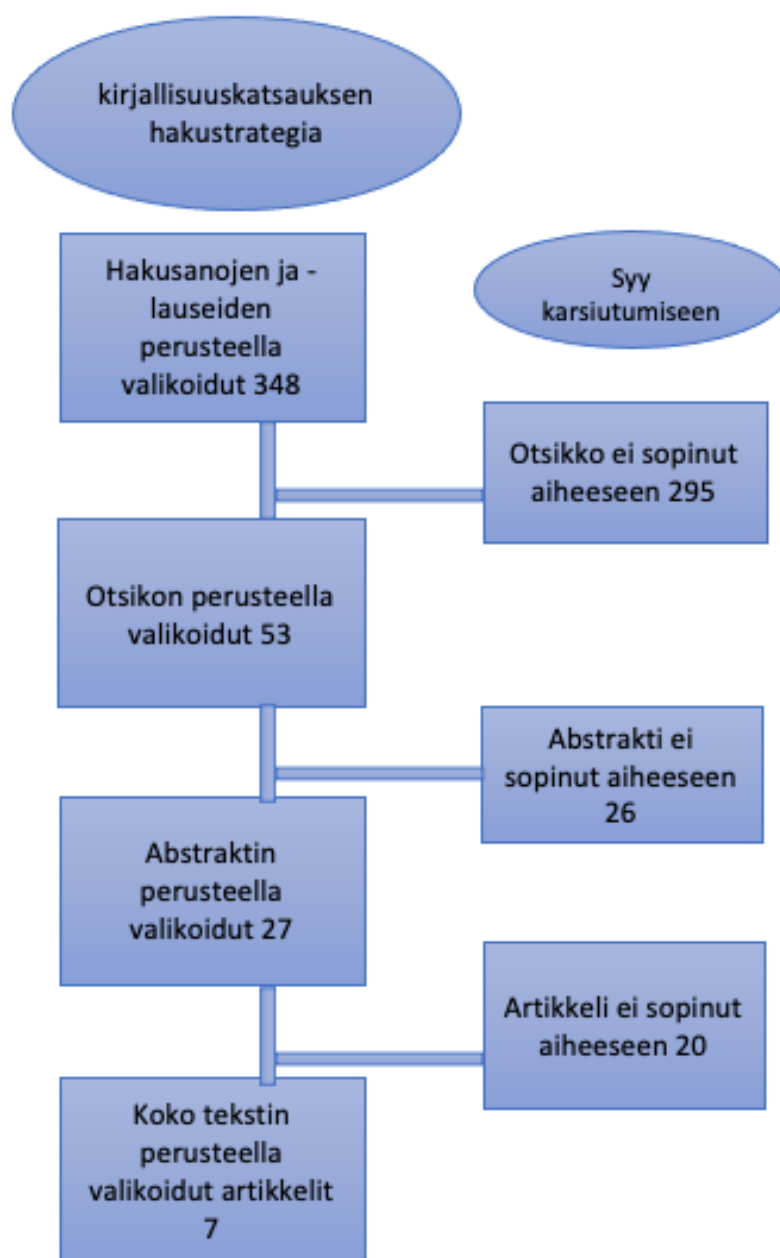 kirjallisuuskatsauksen
hakustrategia
Hakusanojen ja -
lauseiden
perusteella
valikoidut 348
Syy
karsiutumiseen
Otsikko ei sopinut
aiheeseen 295
Otsikon perusteella
valikoidut 53
Abstrakti ei
sopinut aiheeseen
26
Abstraktin
perusteella
valikoidut 27
Artikkeli ei sopinut
aiheeseen 20
Koko tekstin
perusteella
valikoidut artikkelit
7